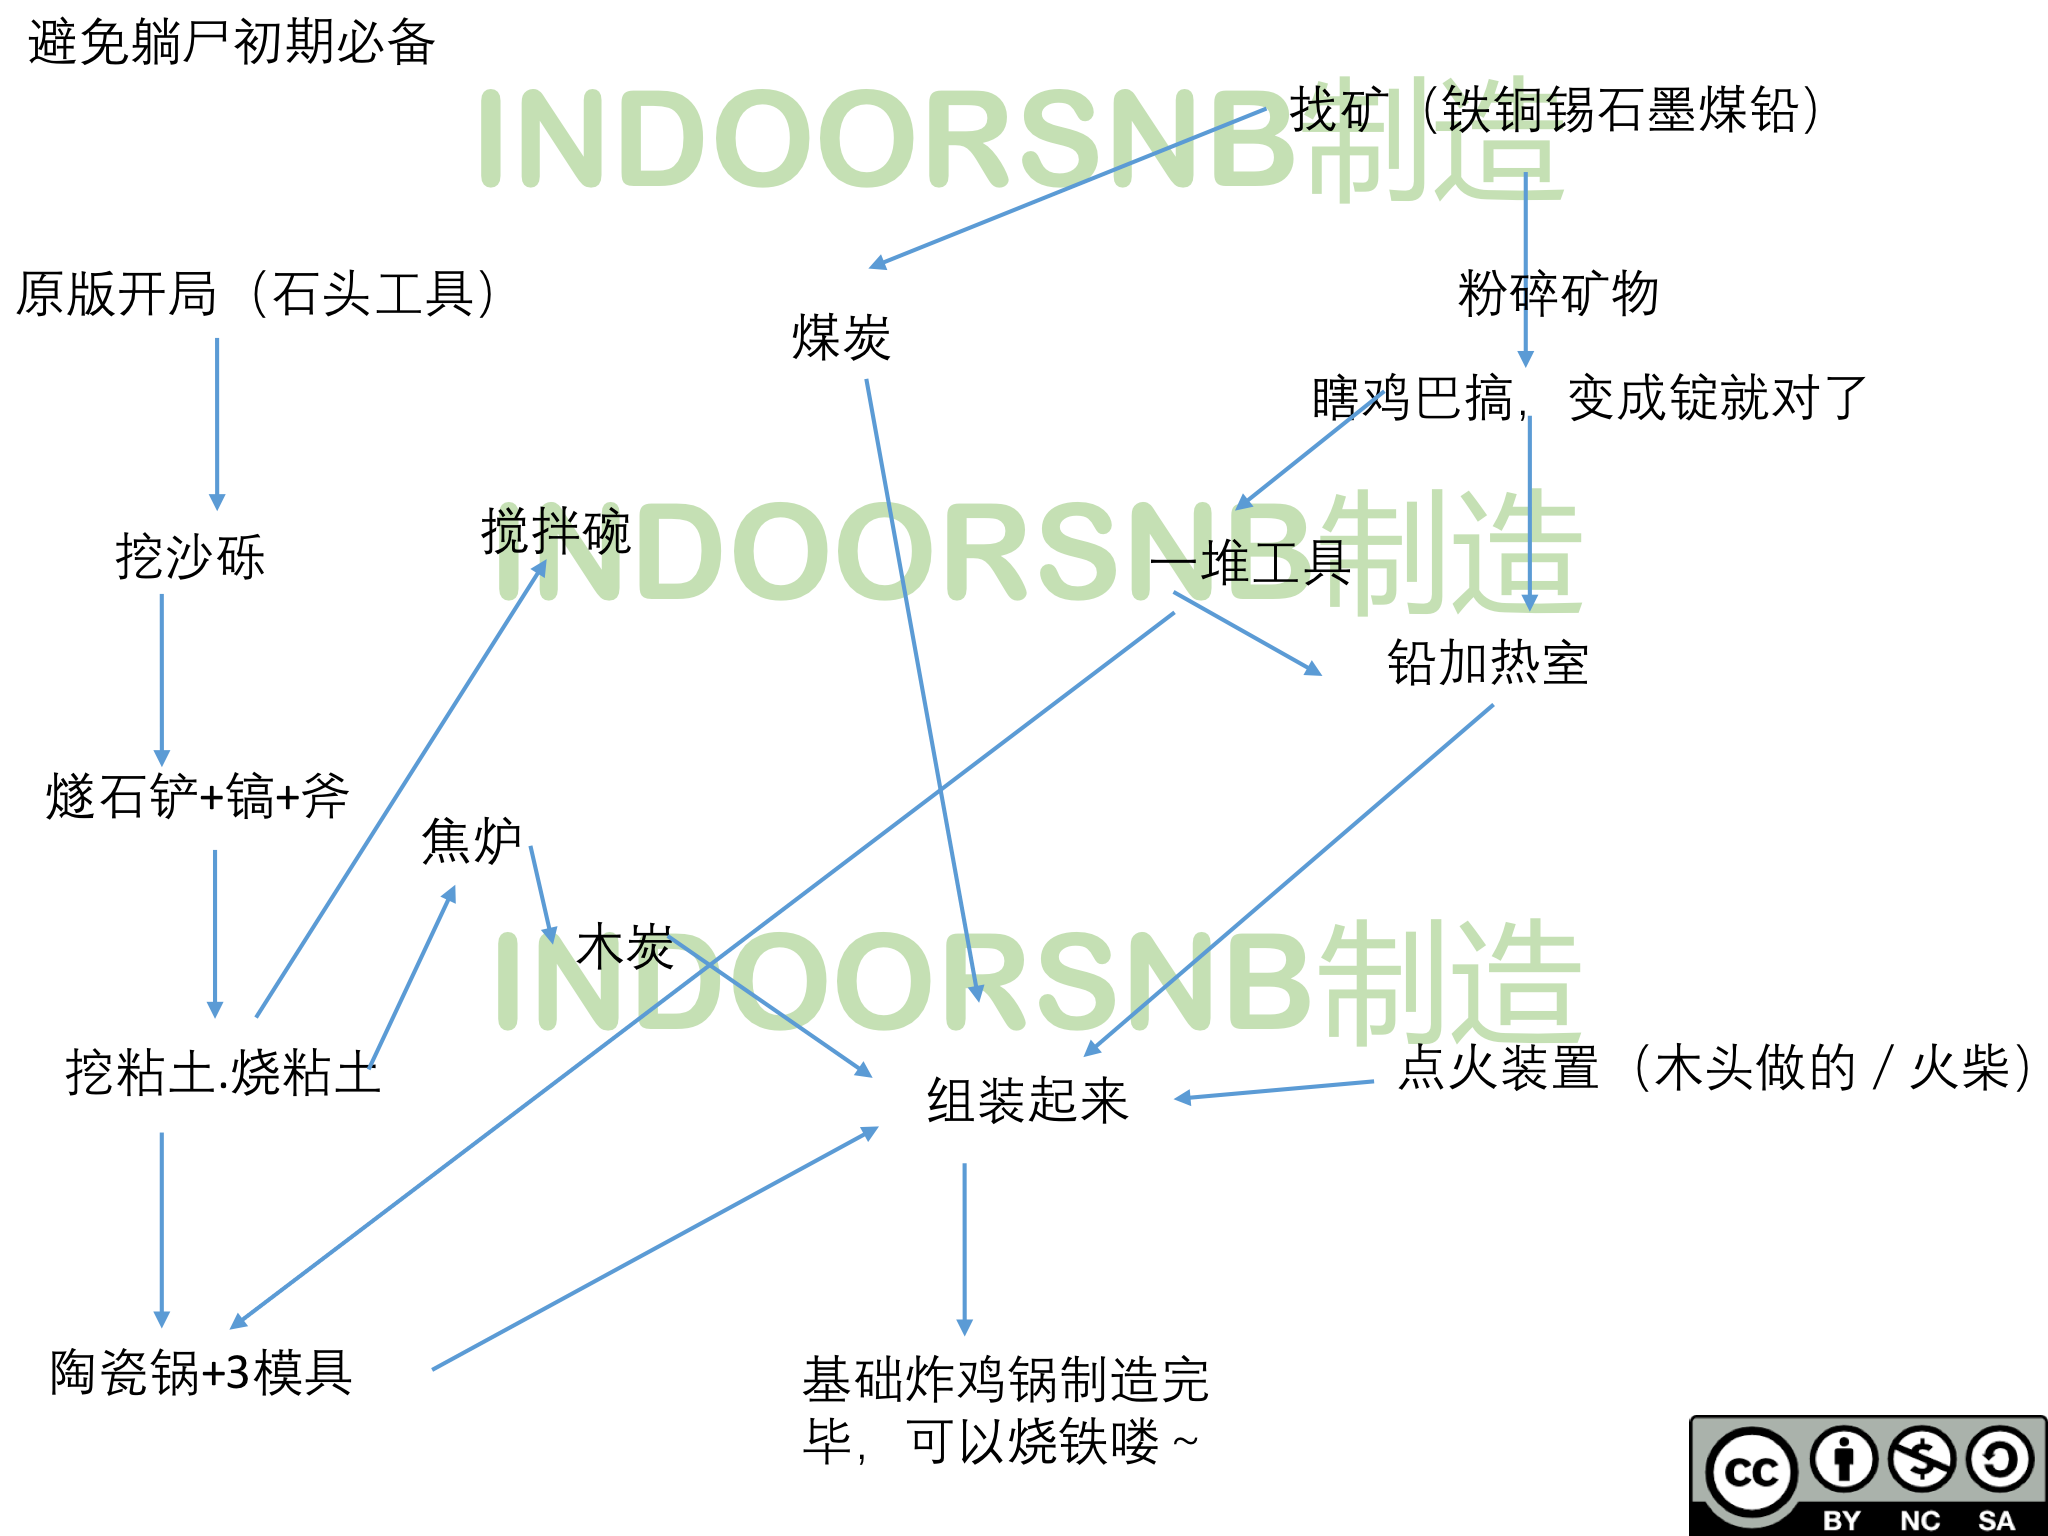 避免躺尸初期必备
INDOORSNB制造
找矿（铁铜锡石墨煤铅）
原版开局（石头工具）
粉碎矿物
煤炭
瞎鸡巴搞，变成锭就对了
INDOORSNB制造
搅拌碗
挖沙砾
一堆工具
铅加热室
燧石铲+镐+斧
焦炉
木炭
INDOORSNB制造
挖粘土.烧粘土
点火装置（木头做的／火柴）
组装起来
陶瓷锅+3模具
基础炸鸡锅制造完
毕，可以烧铁喽～
CC
BY NC SA